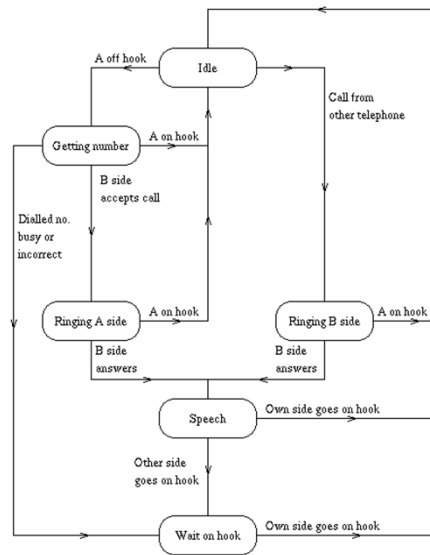 Idle
A off hook
Call from
other telephone
Getting number
A on hook
B side
accepts call
Dialled no.
busy or
incorrect
Ringing A side
A on hook
Ringing B side
A on hook
B side
answers
B side
answers
Speech
Own side goes on hook
Other side
goes on hook
Wait on hook
Own side goes on hook